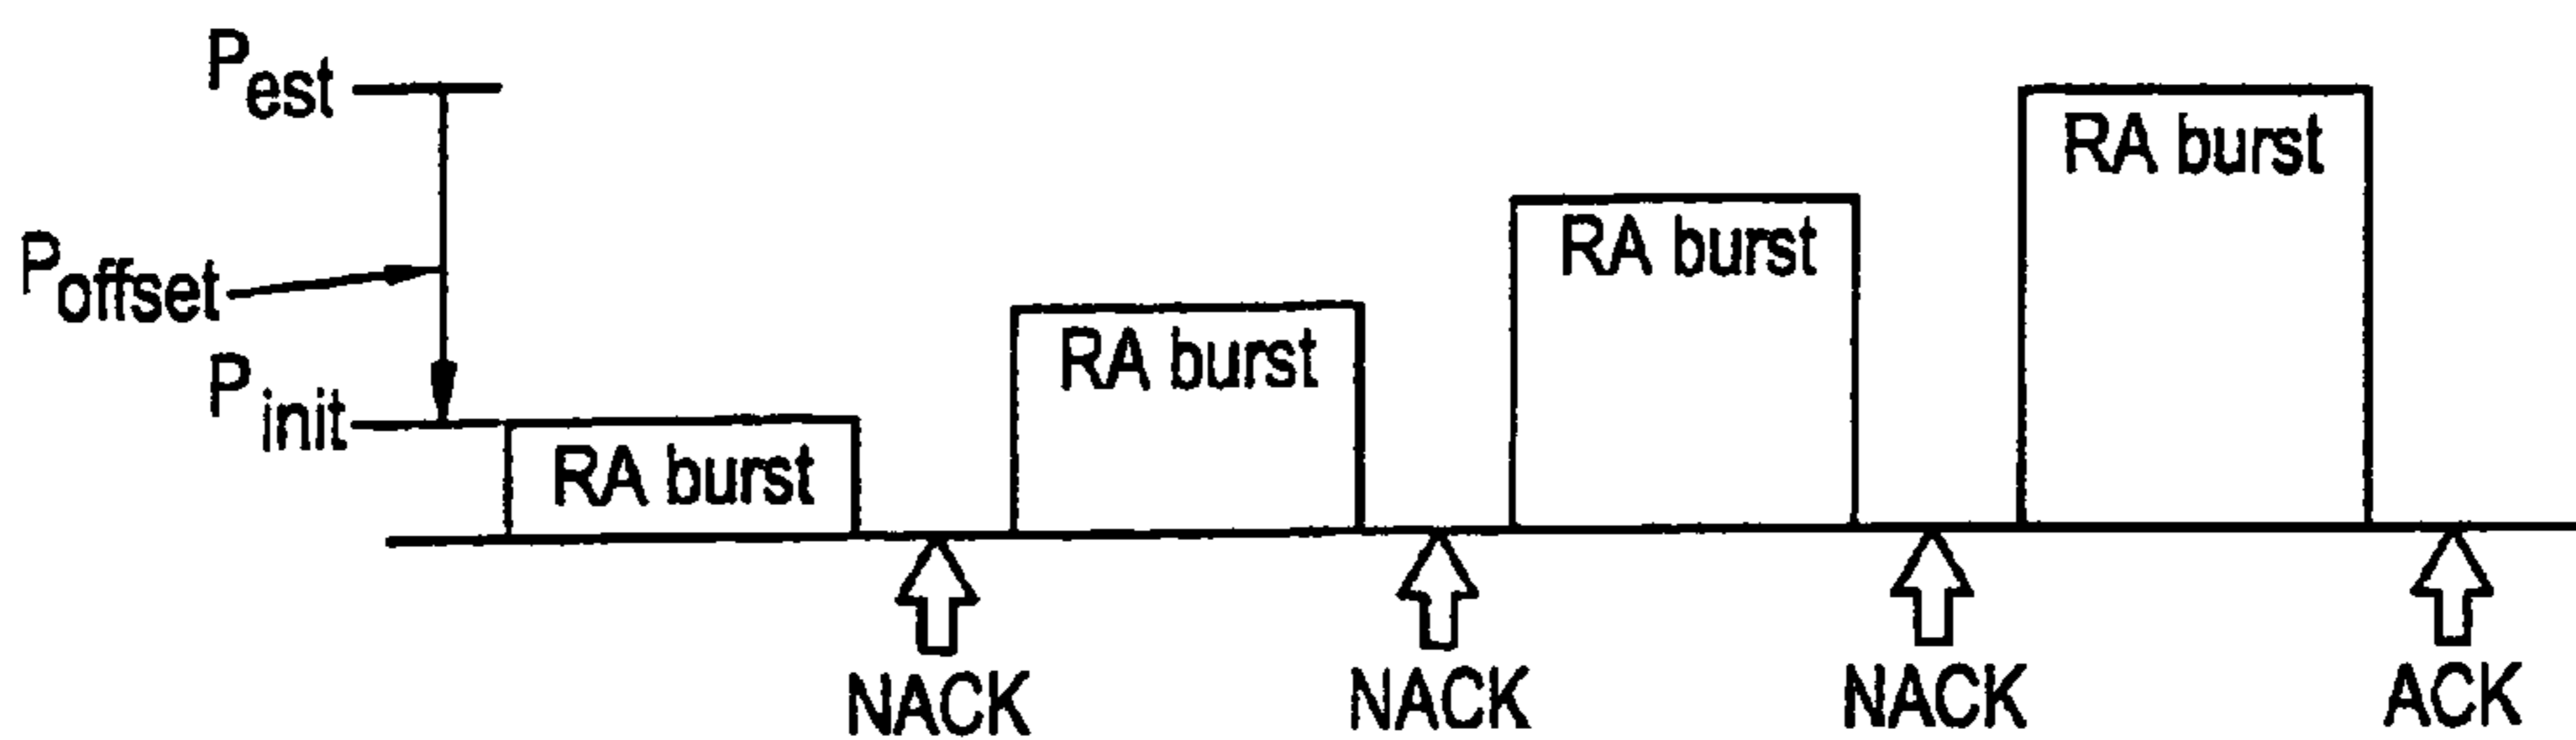 Pest
Poffset
Pinit
RA burst
RA burst
RA burst
RA burst
NACK
NACK
NACK
ACK